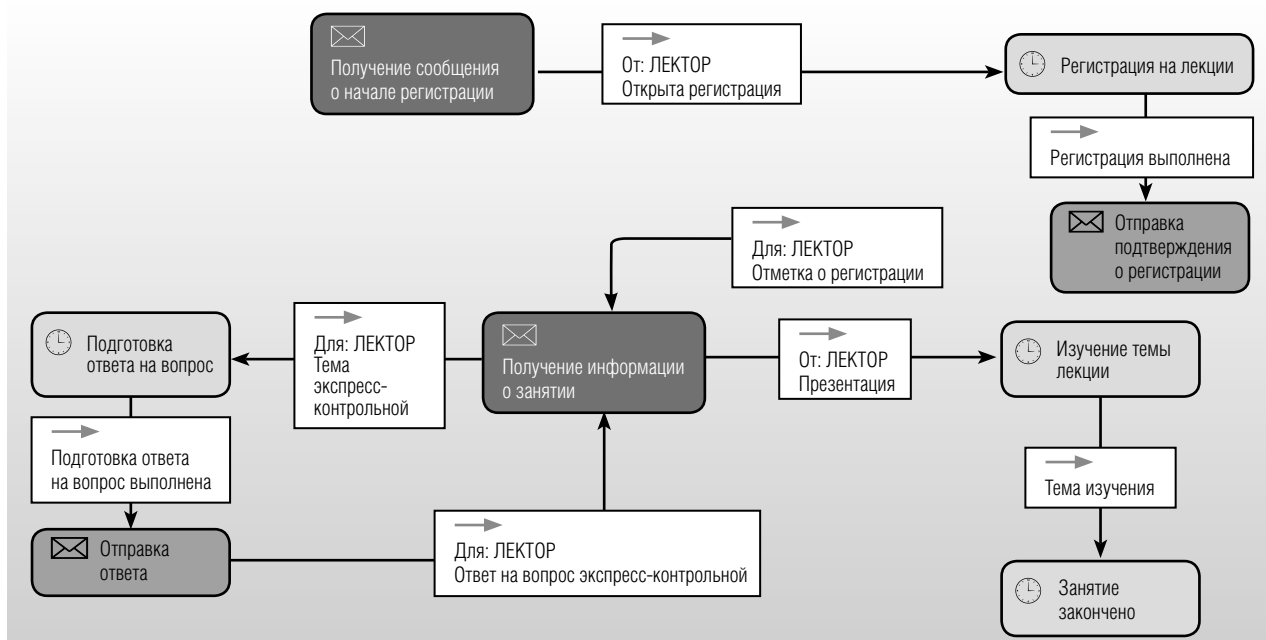 Получение сообщения
о начале регистрации
От: ЛЕКТОР
Открыта регистрация
Регистрация на лекции
Регистрация выполнена
Отправка
подтверждения
о регистрации
Для: ЛЕКТОР
Отметка о регистрации
Подготовка
ответа на вопрос
Для: ЛЕКТОР
Тема
экспресс-
контрольной
Получение информации
о занятии
От: ЛЕКТОР
Презентация
Изучение темы
лекции
Подготовка ответа
на вопрос выполнена
Тема изучения
Отправка
ответа
Для: ЛЕКТОР
Ответ на вопрос экспресс-контрольной
Занятие
закончено